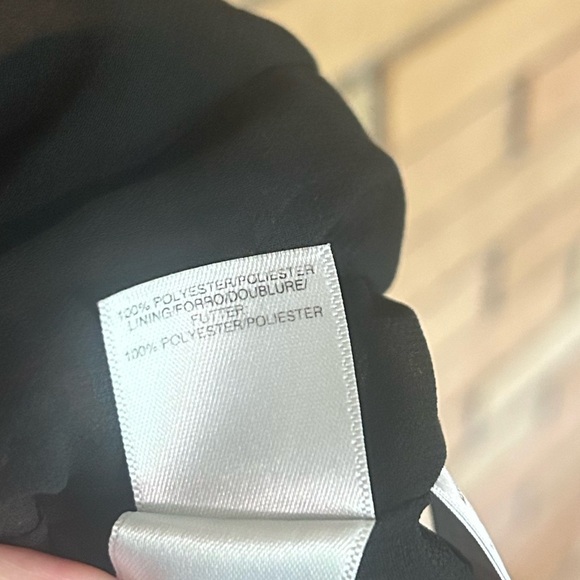 100% POLYESTER/POLIESTER
LINING/FORRO/DOUBLURE/
FUTTER
100% POLYESTER/POLIESTER